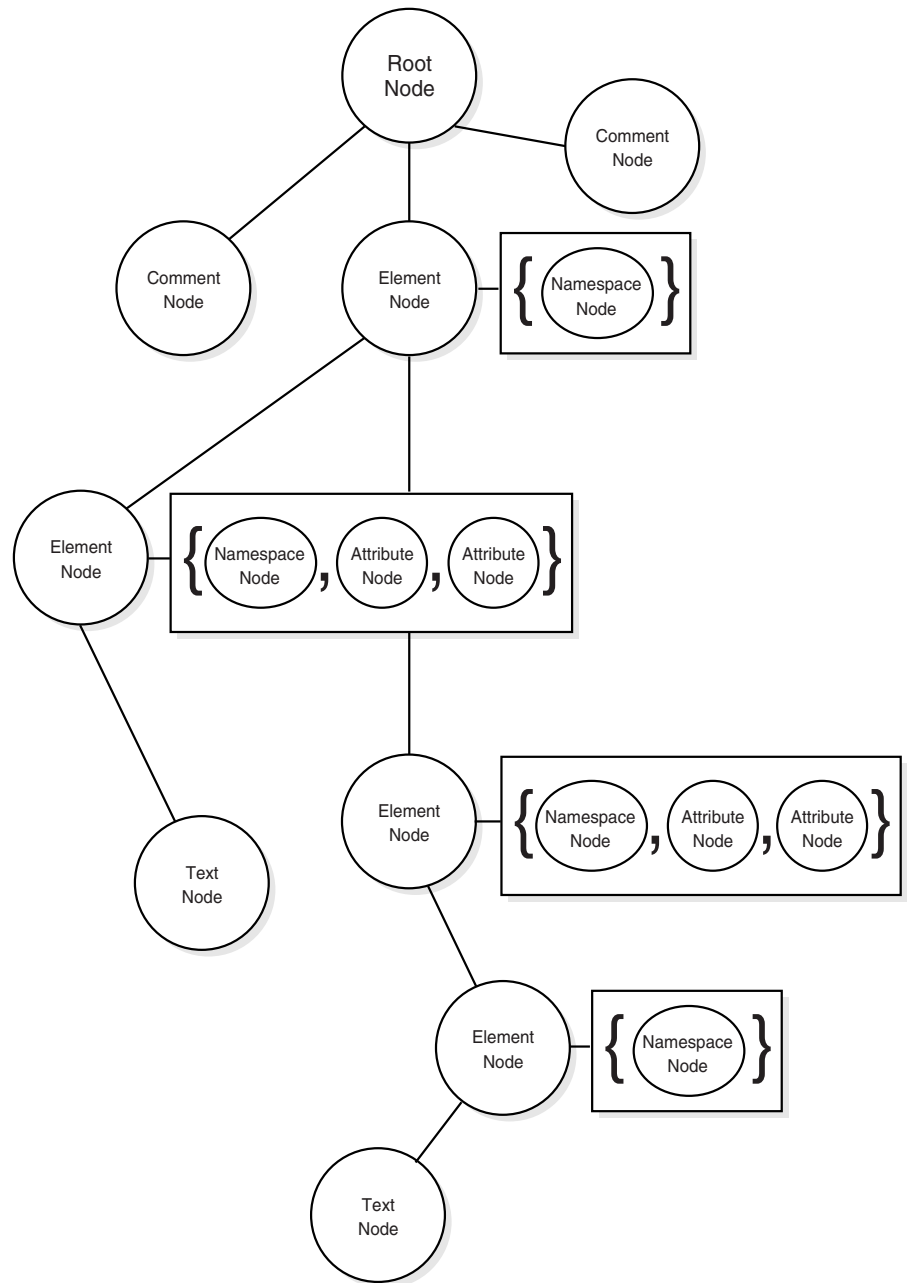 Root
Node
Comment
Node
Comment
Node
Element
Node
{ Namespace
Node }
Element
Node
{ Namespace
Node , Attribute
Node , Attribute
Node }
Element
Node
{ Namespace
Node , Attribute
Node , Attribute
Node }
Text
Node
Element
Node
{ Namespace
Node }
Text
Node